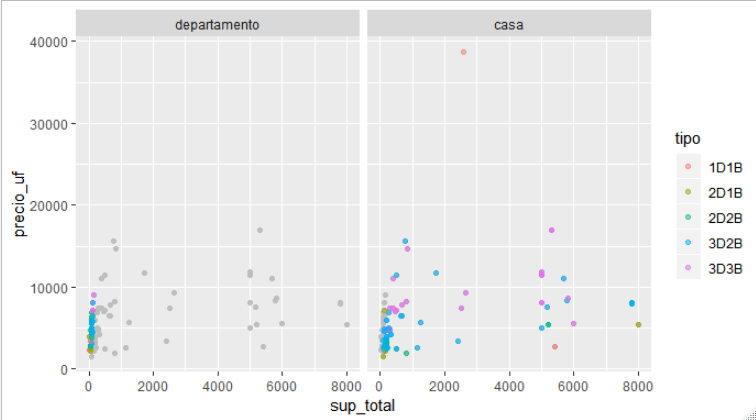 departamento
casa
40000
30000
20000
10000
0
precio_uf
0
2000
4000
6000
8000
0
2000
4000
6000
8000
sup_total
tipo
1D1B
2D1B
2D2B
3D2B
3D3B